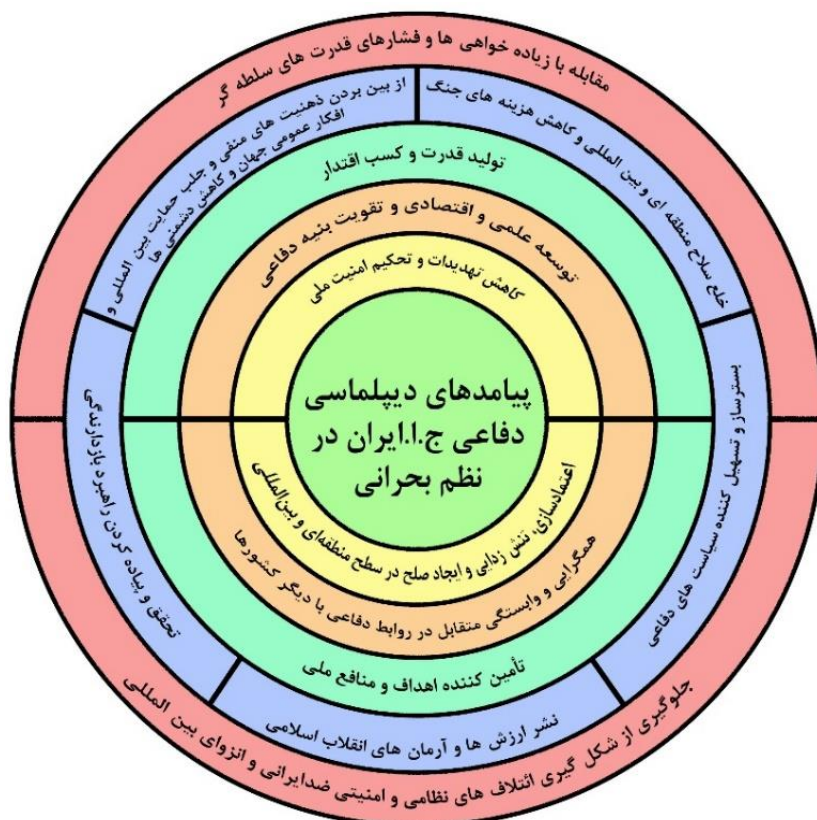 مقابله با زیاده خواهی ها و فشارهای قدرت های سلطه گر
از بین بردن ذهنیت های منفی و جلب حمایت بین المللی و
افکار عمومی جهان و کاهش دشمنی ها
خلع سلاح منطقه ای و بین المللی و کاهش هزینه های جنگ
تولید قدرت و کسب اقتدار
توسعه علمی و اقتصادی و تقویت بنیه دفاعی
کاهش تهدیدات و تحکیم امنیت ملی
پیامدهای دیپلماسی
دفاعی ج.ا.ایران در
نظم بحرانی
اعتمادسازی، تنش زدایی و ایجاد صلح در سطح منطقه‌ای و بین‌المللی
همگرایی و وابستگی متقابل در روابط دفاعی با دیگر کشورها
تأمین کننده اهداف و منافع ملی
بسترساز و تسهیل کننده سیاست های دفاعی
نشر ارزش ها و آرمان های انقلاب اسلامی
تحقق و پیاده کردن راهبرد بازدارندگی
جلوگیری از شکل گیری ائتلاف های نظامی و امنیتی ضدایرانی و انزوای بین المللی